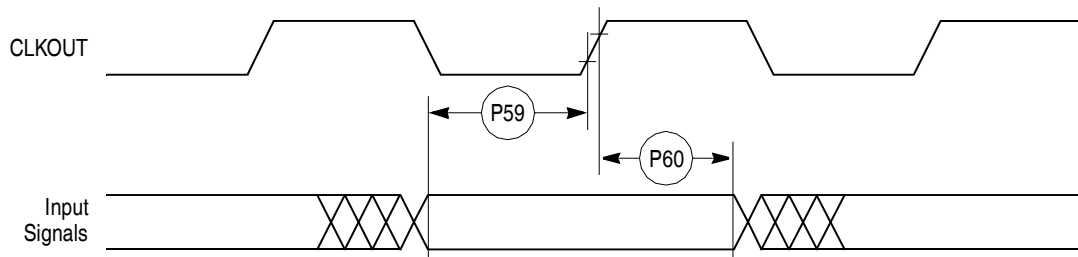 CLKOUT
P59
P60
Input
Signals